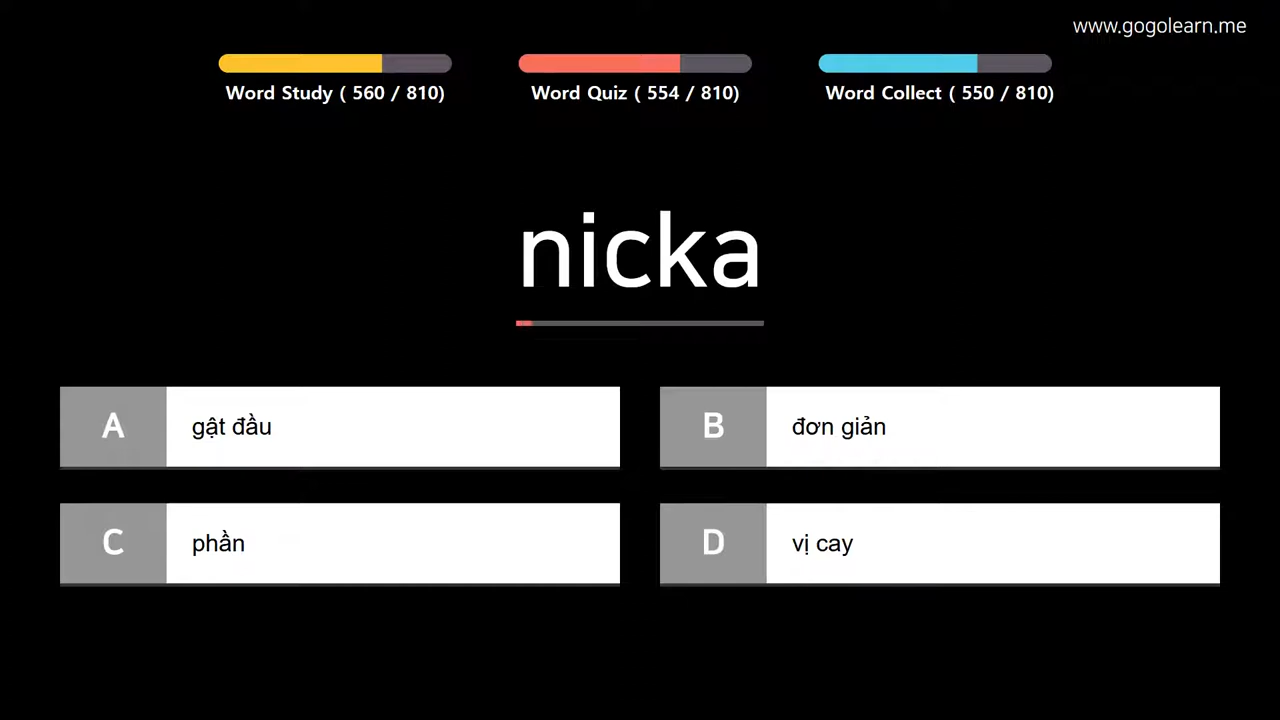 www.gogolearn.me
Word Study ( 560 / 810)
Word Quiz ( 554 / 810)
Word Collect ( 550 / 810)
nicka
A gật đầu
B đơn giản
C phần
D vị cay